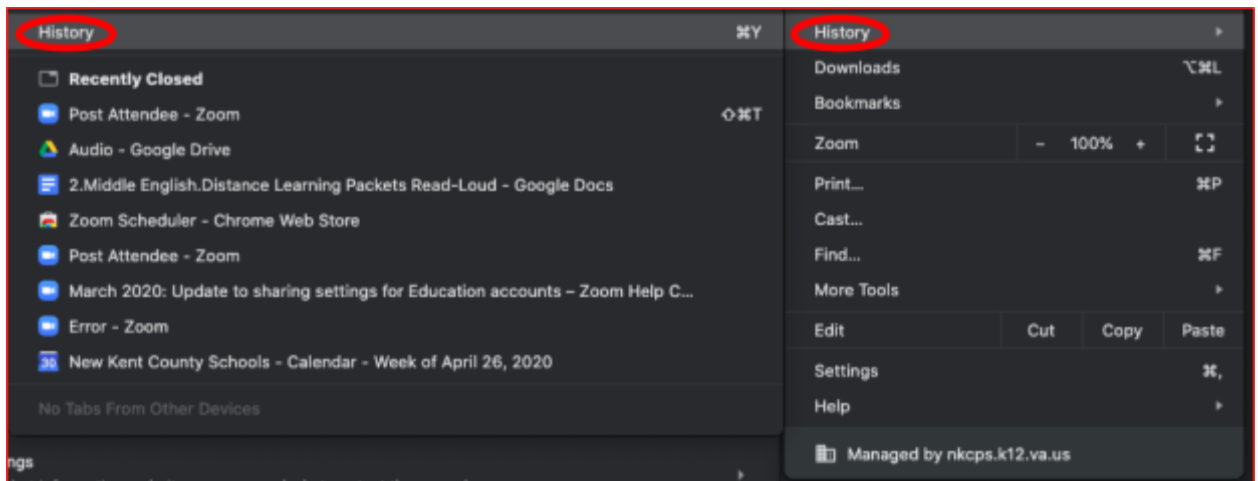 History ⌘Y
Recently Closed
Post Attendee - Zoom ⇧⌘T
Audio - Google Drive
2.Middle English.Distance Learning Packets Read-Loud - Google Docs
Zoom Scheduler - Chrome Web Store
Post Attendee - Zoom
March 2020: Update to sharing settings for Education accounts – Zoom Help C...
Error - Zoom
30 New Kent County Schools - Calendar - Week of April 26, 2020
No Tabs From Other Devices
ngs
History
Downloads ⌥⌘L
Bookmarks
Zoom - 100% +
Print... ⌘P
Cast...
Find... ⌘F
More Tools
Edit Cut Copy Paste
Settings ⌘,
Help
Managed by nkcps.k12.va.us